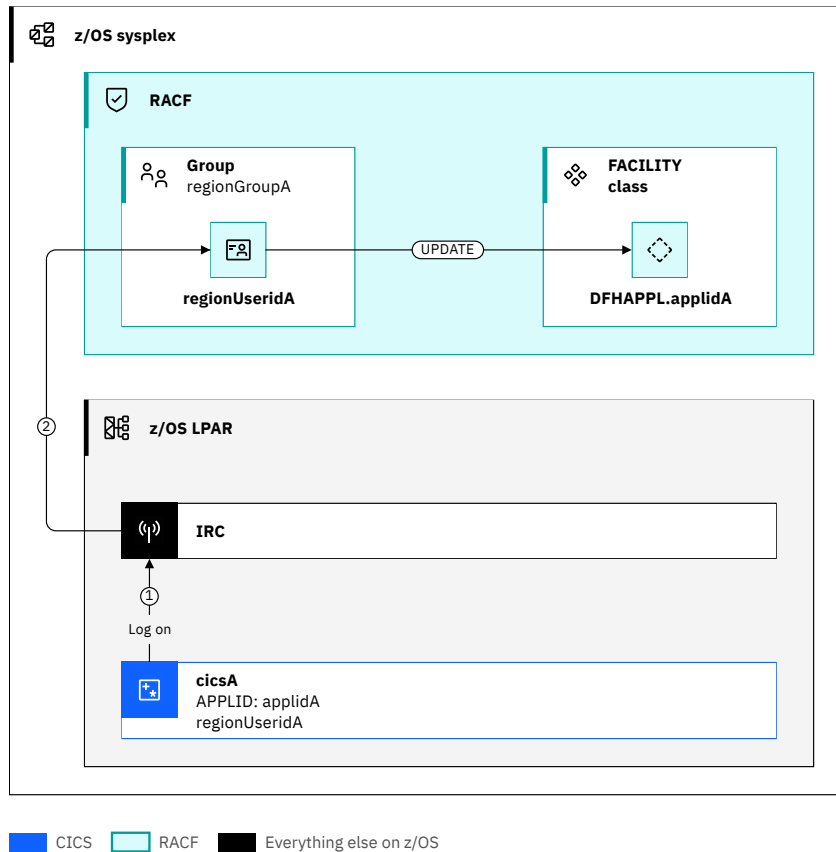 z/OS sysplex
RACF
Group
regionGroupA
FACILITY
class
UPDATE
regionUseridA
DFHAPPL.applidA
2
z/OS LPAR
IRC
1
Log on
cicsA
APPLID: applidA
regionUseridA
CICS
RACF
Everything else on z/OS